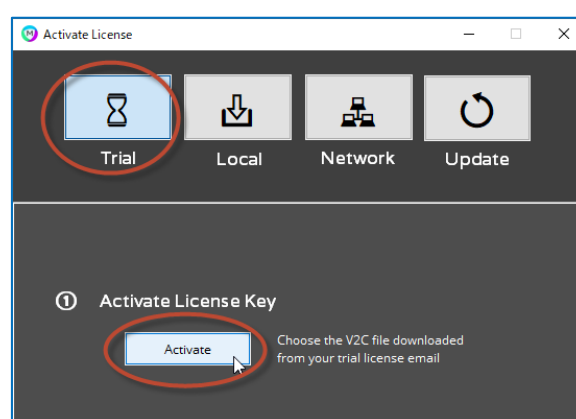 Activate License
Trial Local Network Update
① Activate License Key
Activate
Choose the V2C file downloaded
from your trial license email